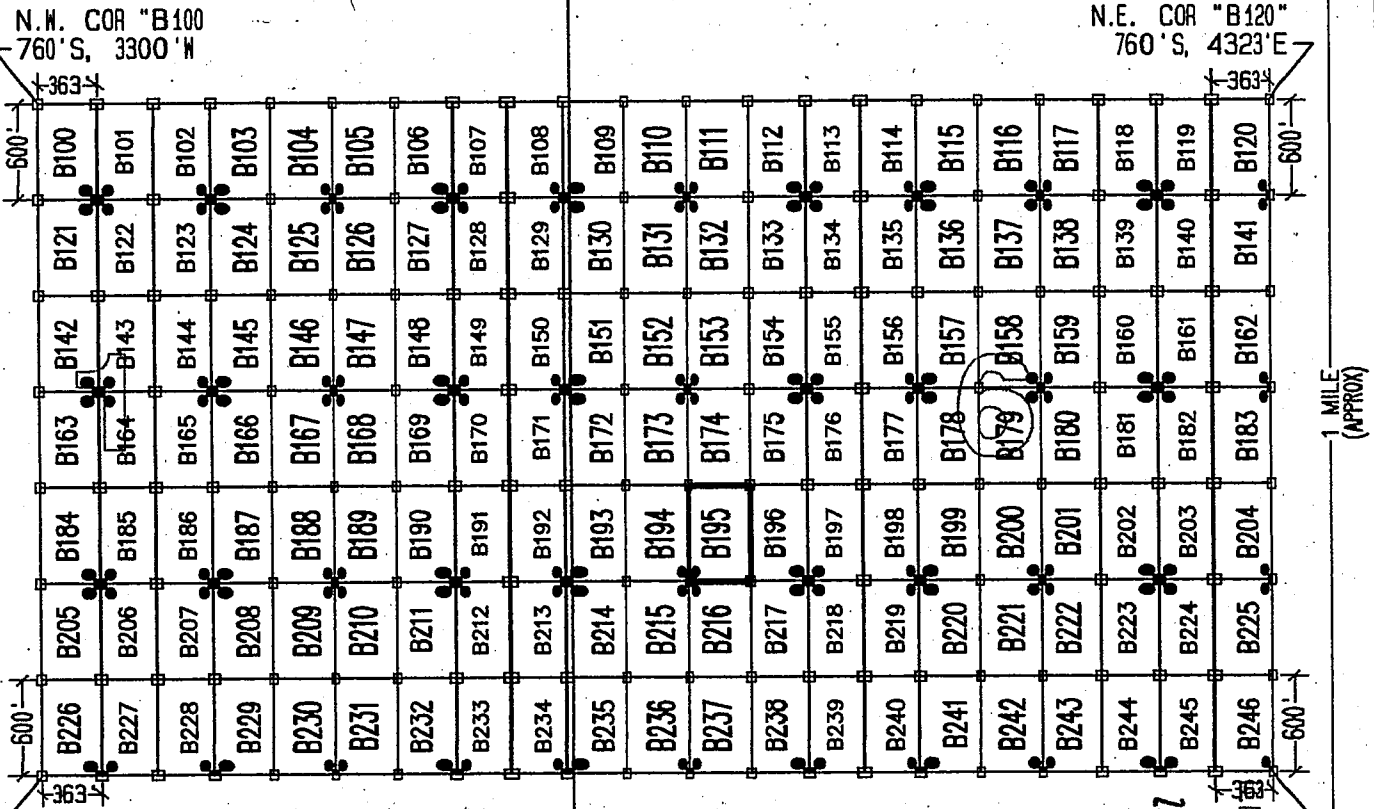 N.W. COR "B100
760'S, 3300'W
N.E. COR "B120"
760'S, 4323'E
363
363
600'
600'
B100 B101 B102 B103 B104 B105 B106 B107 B108 B109 B110 B111 B112 B113 B114 B115 B116 B117 B118 B119 B120
B121 B122 B123 B124 B125 B126 B127 B128 B129 B130 B131 B132 B133 B134 B135 B136 B137 B138 B139 B140 B141
B142 B143 B144 B145 B146 B147 B148 B149 B150 B151 B152 B153 B154 B155 B156 B157 B158 B159 B160 B161 B162
1 MILE
(APPROX)
B163 B164 B165 B166 B167 B168 B169 B170 B171 B172 B173 B174 B175 B176 B177 B178 B179 B180 B181 B182 B183
B184 B185 B186 B187 B188 B189 B190 B191 B192 B193 B194 B195 B196 B197 B198 B199 B200 B201 B202 B203 B204
B205 B206 B207 B208 B209 B210 B211 B212 B213 B214 B215 B216 B217 B218 B219 B220 B221 B222 B223 B224 B225
600'
B226 B227 B228 B229 B230 B231 B232 B233 B234 B235 B236 B237 B238 B239 B240 B241 B242 B243 B244 B245 B246
600'
363
363